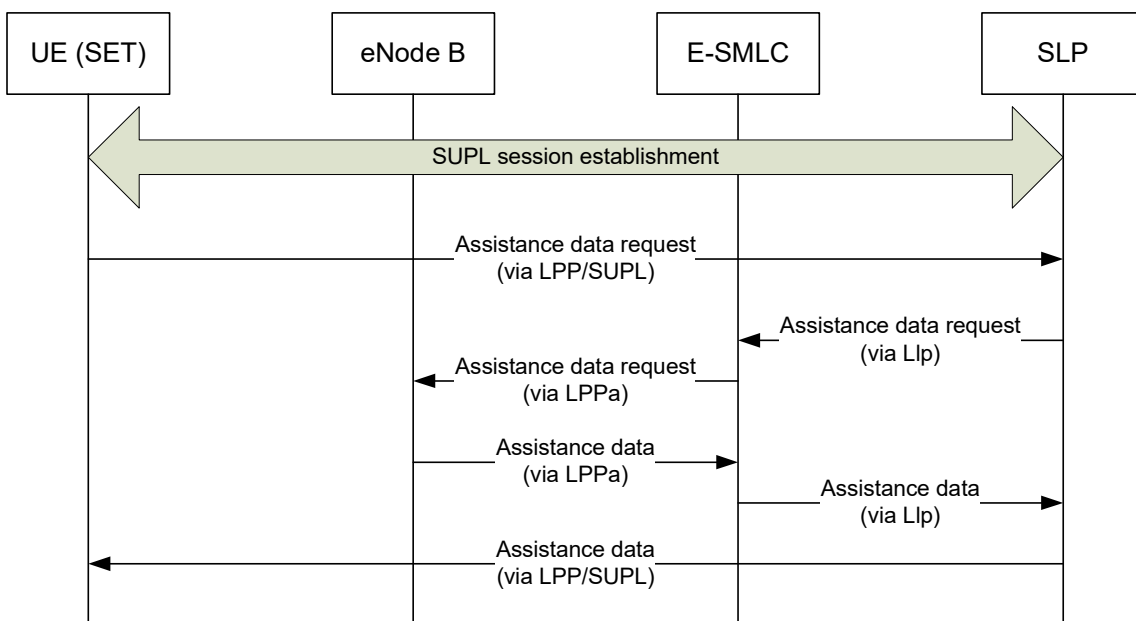 UE (SET)
eNode B
E-SMLC
SLP
SUPL session establishment
Assistance data request
(via LPP/SUPL)
Assistance data request
(via Llp)
Assistance data request
(via LPPa)
Assistance data
(via LPPa)
Assistance data
(via Llp)
Assistance data
(via LPP/SUPL)